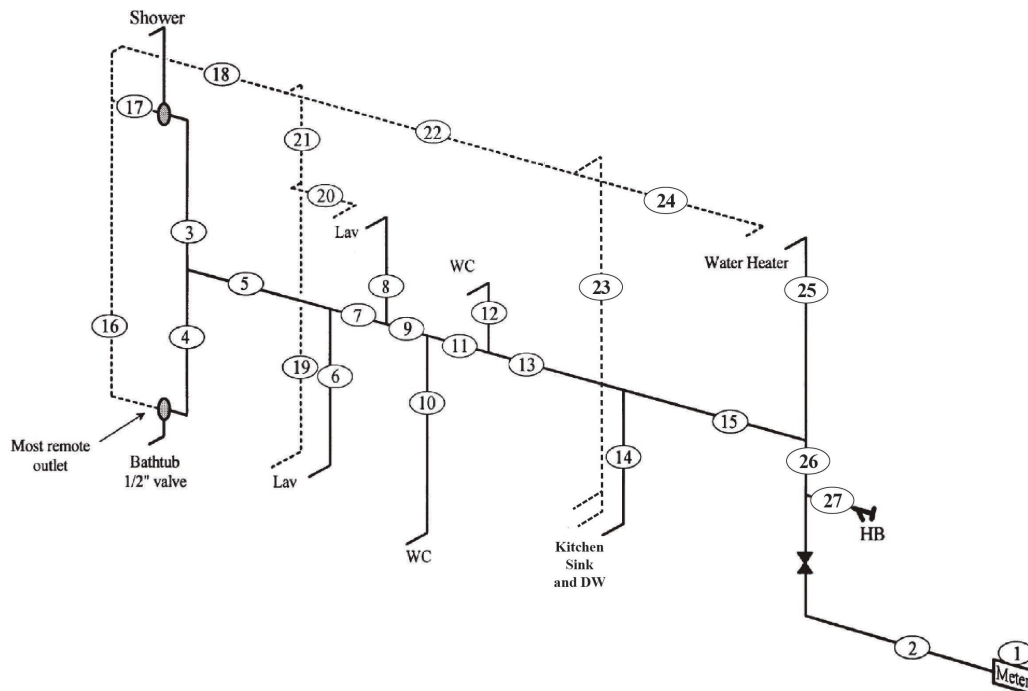 Shower
18
17
21
22
20
24
Lav
3
WC
Water Heater
5
8
23
25
12
16
7
9
4
11
13
19
6
10
15
Most remote
outlet
14
26
Bathtub
1/2" valve
Lav
27
HB
WC
Kitchen
Sink
and DW
2
1
Meter